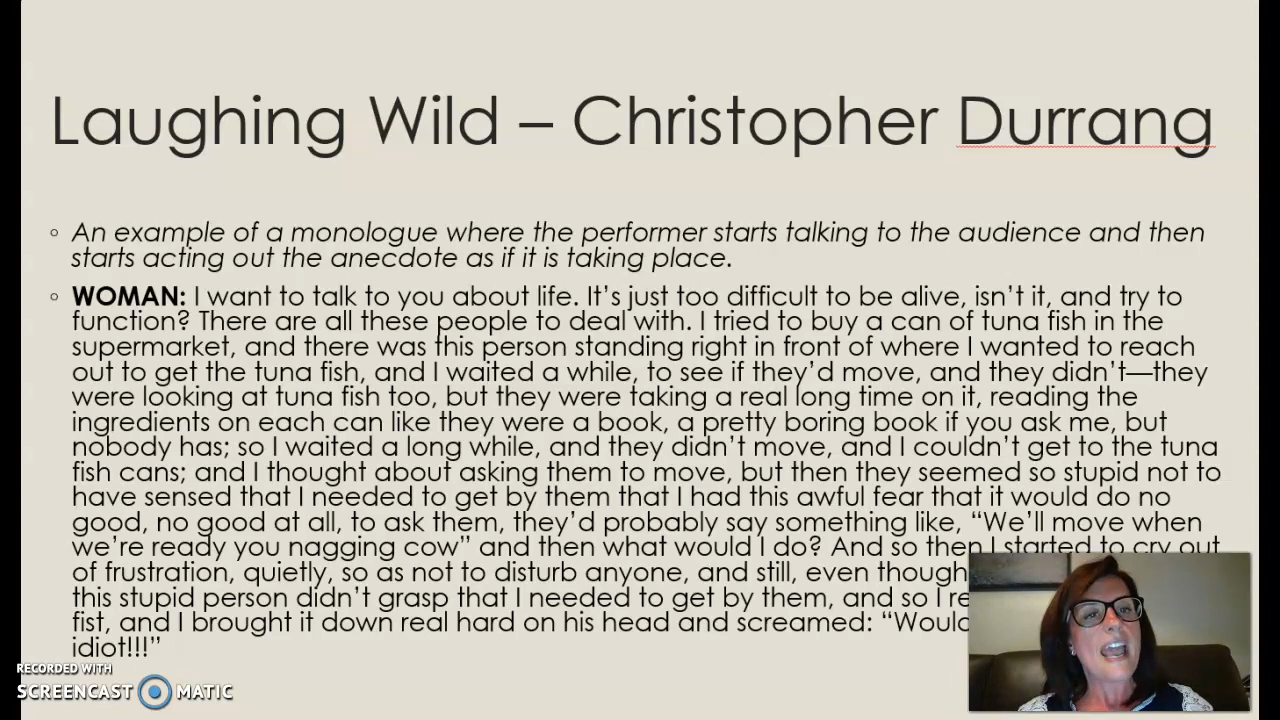 Laughing Wild – Christopher Durrang
◦ An example of a monologue where the performer starts talking to the audience and then
starts acting out the anecdote as if it is taking place.
◦ WOMAN: I want to talk to you about life. It’s just too difficult to be alive, isn’t it, and try to
function? There are all these people to deal with. I tried to buy a can of tuna fish in the
supermarket, and there was this person standing right in front of where I wanted to reach
out to get the tuna fish, and I waited a while, to see if they’d move, and they didn’t—they
were looking at tuna fish too, but they were taking a real long time on it, reading the
ingredients on each can like they were a book, a pretty boring book if you ask me, but
nobody has; so I waited a long while, and they didn’t move, and I couldn’t get to the tuna
fish cans; and I thought about asking them to move, but then they seemed so stupid not to
have sensed that I needed to get by them that I had this awful fear that it would do no
good, no good at all, to ask them, they’d probably say something like, “We’ll move when
we’re ready you nagging cow” and then what would I do? And so then I started to cry out
of frustration, quietly, so as not to disturb anyone, and still, even though
this stupid person didn’t grasp that I needed to get by them, and so I
fist, and I brought it down real hard on his head and screamed:
idiot!!!”
RECORDED WITH
SCREENCAST MATIC